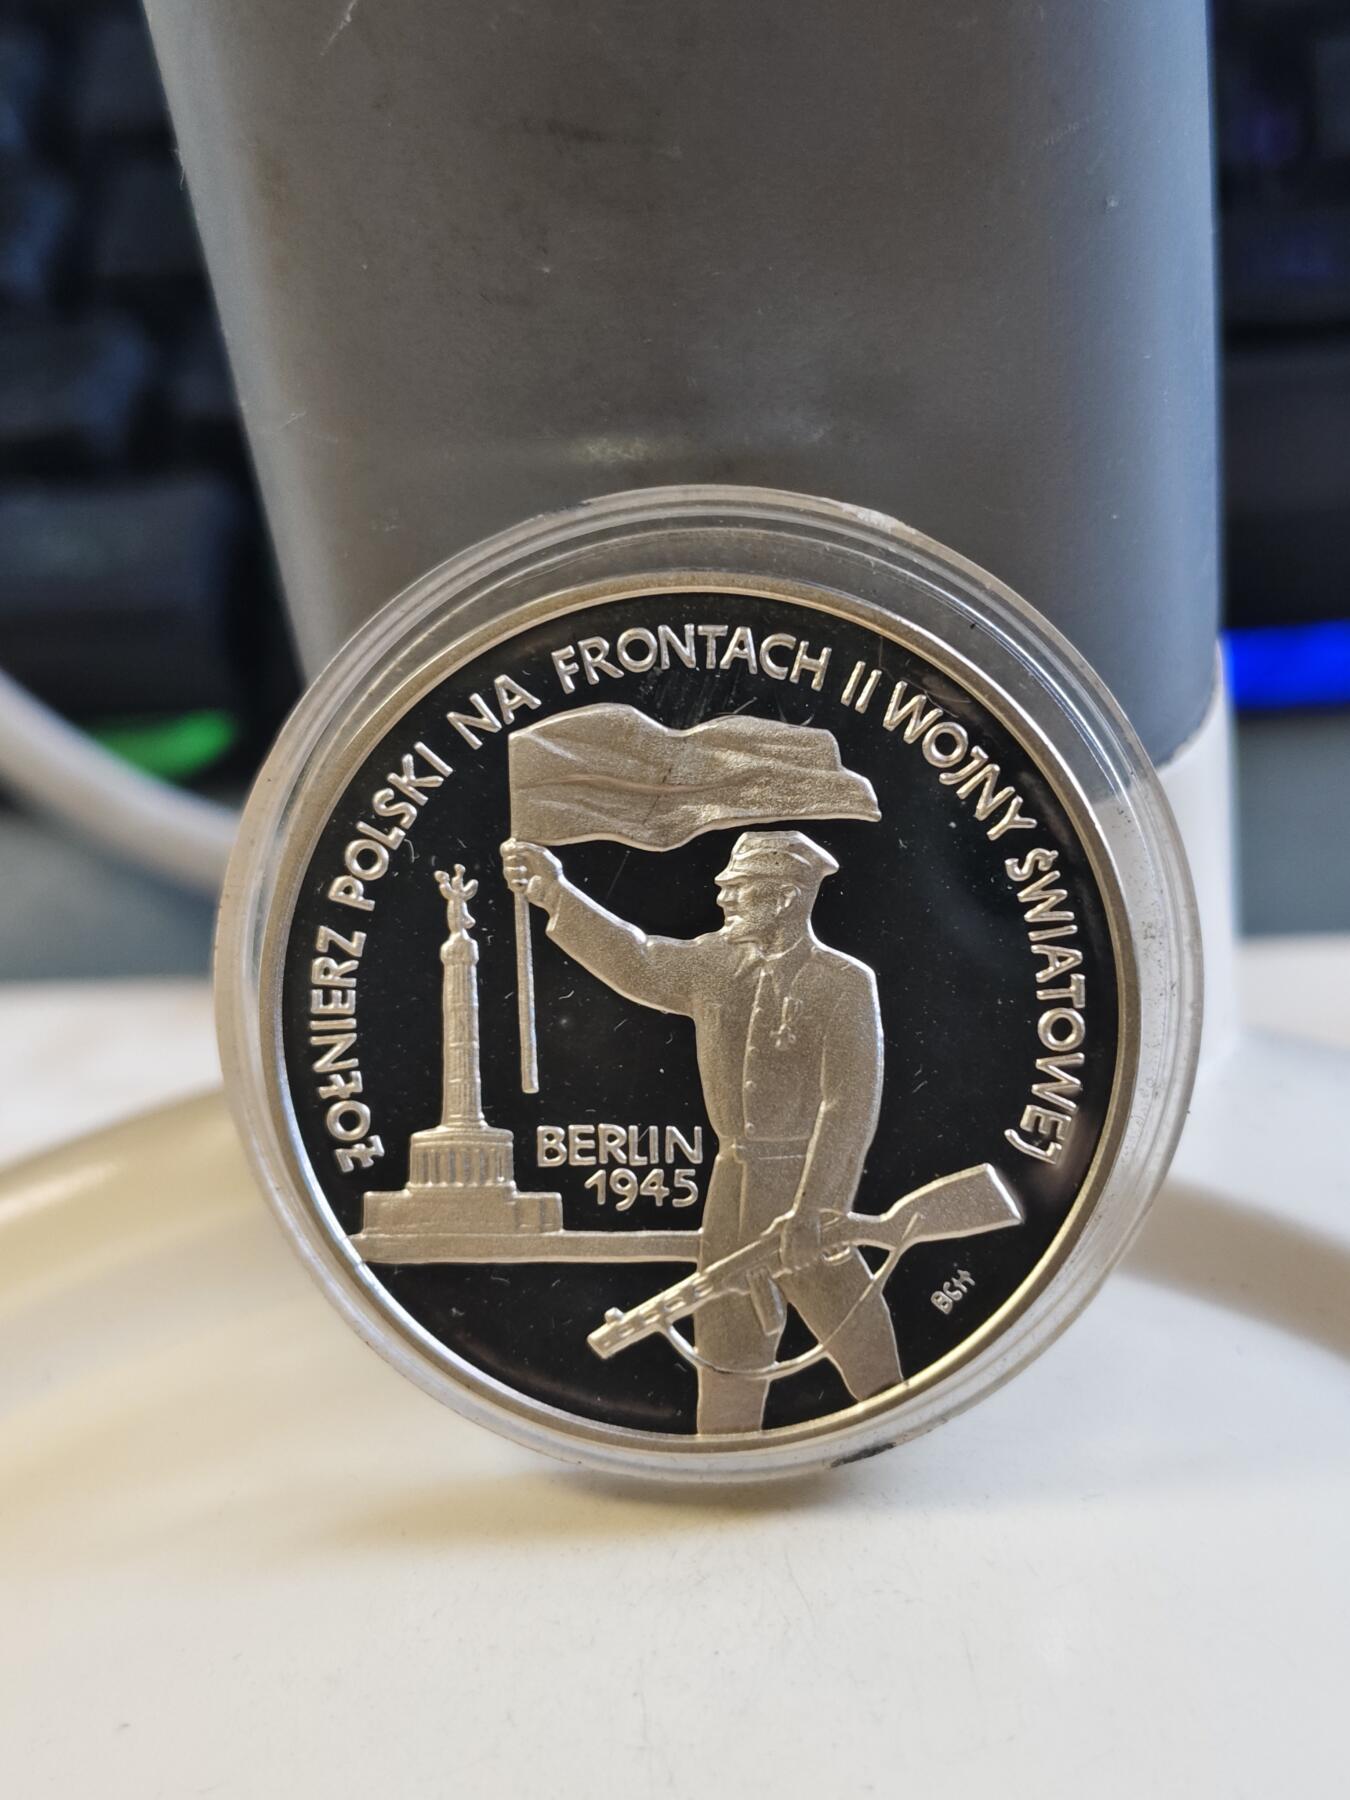 ŻOŁNIERZ POLSKI NA FRONTACH II WOJNY ŚWIATOWEJ
BERLIN
1945